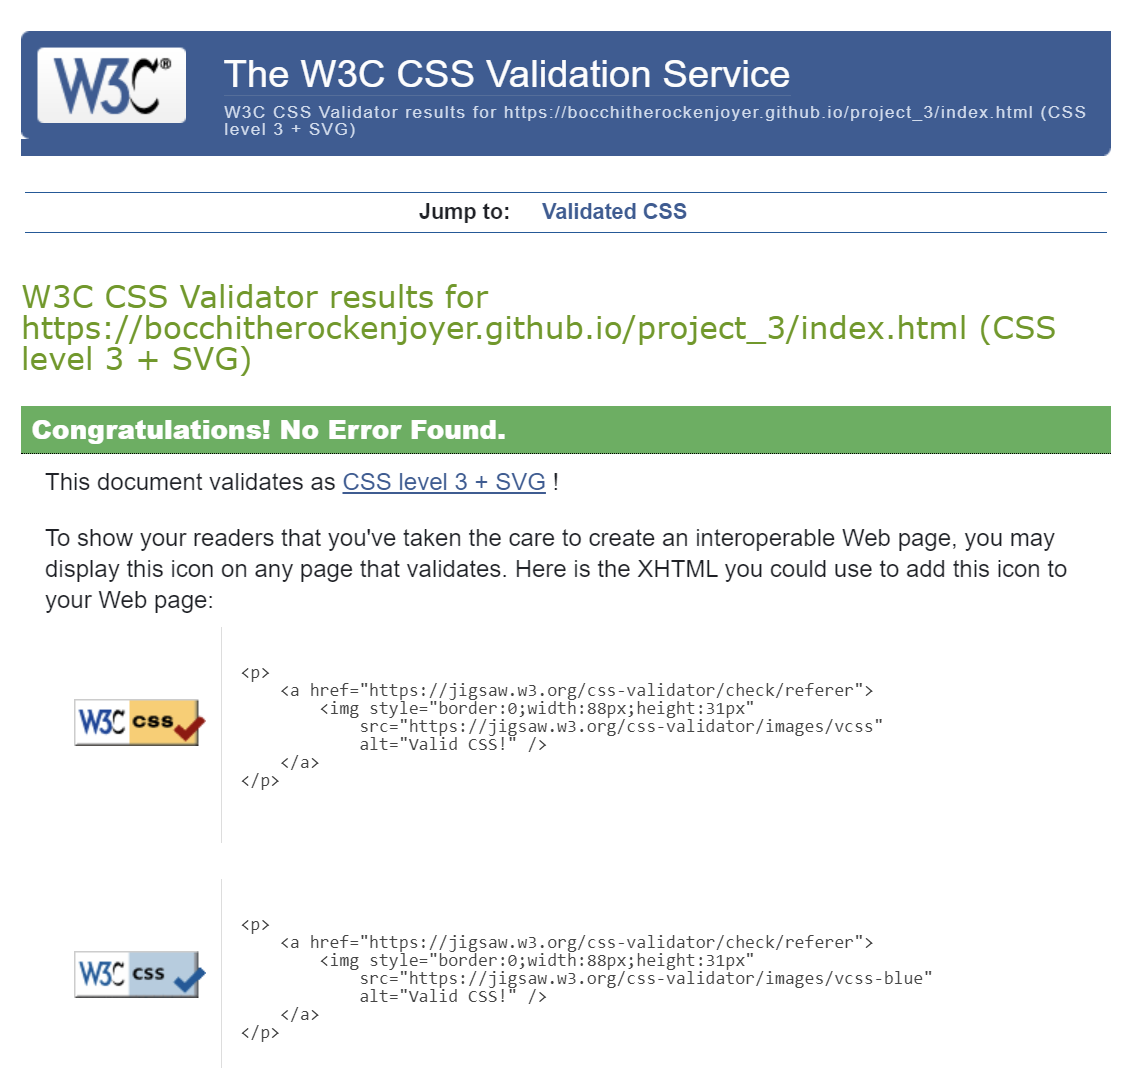 W3C®
The W3C CSS Validation Service
W3C CSS Validator results for https://bocchitherockenjoyer.github.io/project_3/index.html (CSS
level 3 + SVG)
Jump to: Validated CSS
W3C CSS Validator results for
https://bocchitherockenjoyer.github.io/project_3/index.html (CSS
level 3 + SVG)
Congratulations! No Error Found.
This document validates as CSS level 3 + SVG !
To show your readers that you've taken the care to create an interoperable Web page, you may
display this icon on any page that validates. Here is the XHTML you could use to add this icon to
your Web page:
W3C css
<p>
    <a href="https://jigsaw.w3.org/css-validator/check/referer">
        <img style="border:0;width:88px;height:31px"
            src="https://jigsaw.w3.org/css-validator/images/vcss"
            alt="Valid CSS!" />
    </a>
</p>
W3C css
<p>
    <a href="https://jigsaw.w3.org/css-validator/check/referer">
        <img style="border:0;width:88px;height:31px"
            src="https://jigsaw.w3.org/css-validator/images/vcss-blue"
            alt="Valid CSS!" />
    </a>
</p>